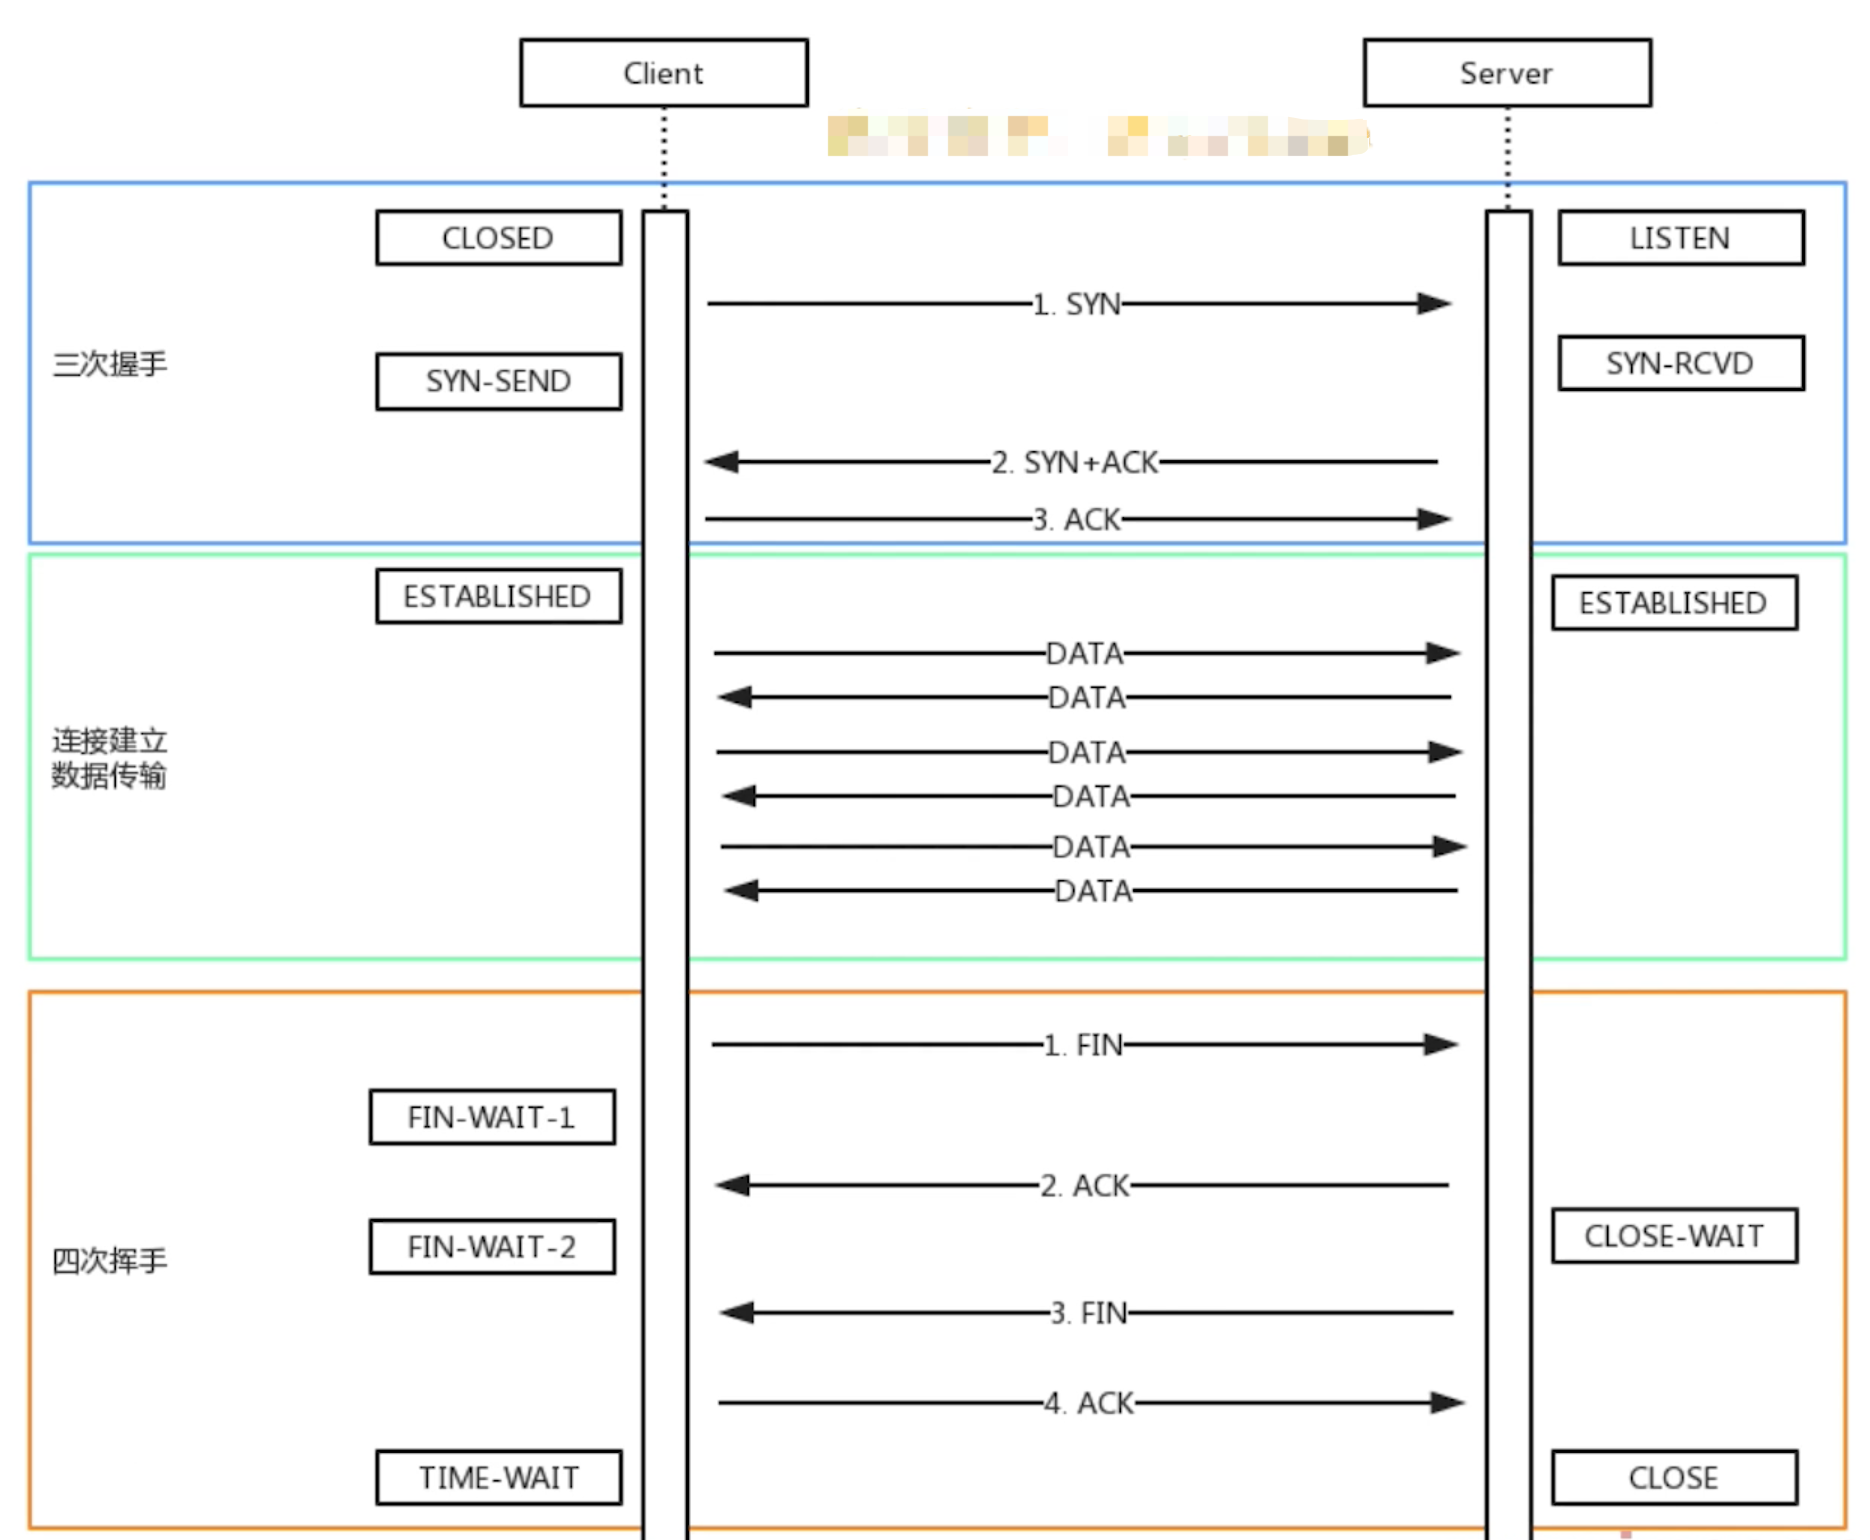 Client
Server
CLOSED
LISTEN
1. SYN
三次握手
SYN-SEND
SYN-RCVD
2. SYN+ACK
3. ACK
ESTABLISHED
ESTABLISHED
DATA
DATA
连接建立
数据传输
DATA
DATA
DATA
DATA
1. FIN
FIN-WAIT-1
2. ACK
四次挥手
FIN-WAIT-2
CLOSE-WAIT
3. FIN
4. ACK
TIME-WAIT
CLOSE